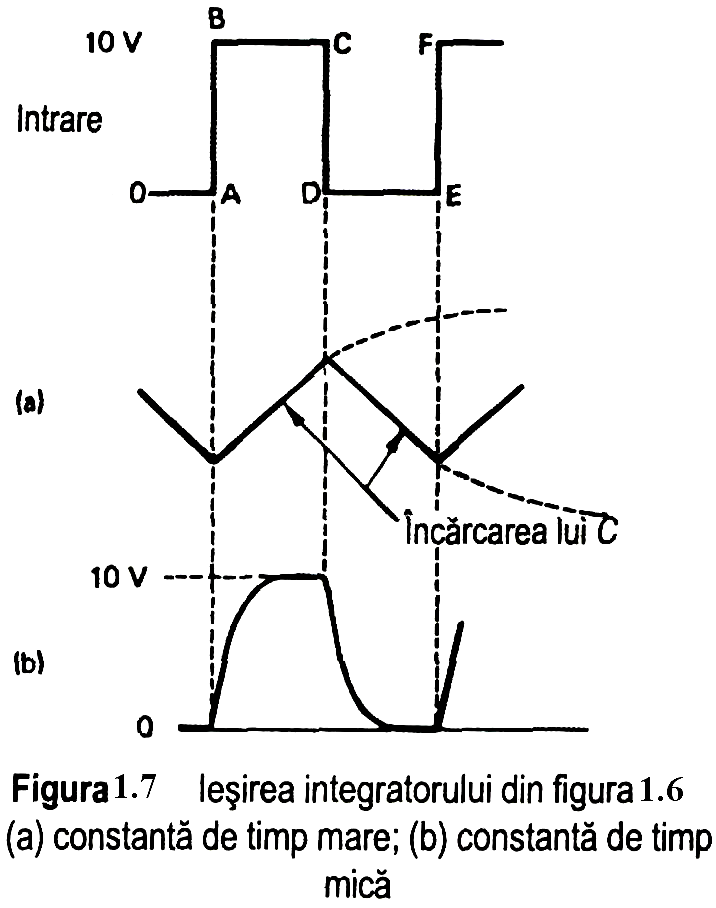 B
10 V
C
F
Intrare
0
A
D
E
(a)
Încărcarea lui C
10 V
(b)
0
Figura 1.7 Ieşirea integratorului din figura 1.6
(a) constantă de timp mare; (b) constantă de timp
mică